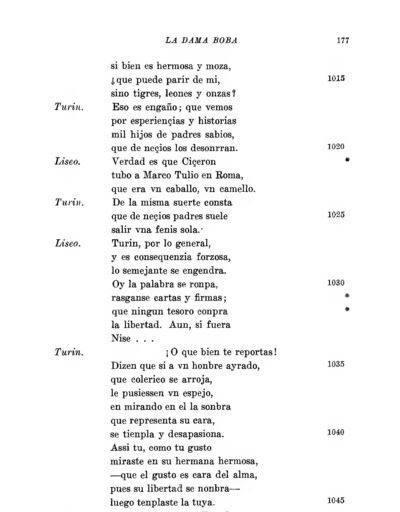 LA DAMA BOBA 177
si bien es hermosa y moza,
¿que puede parir de mi, 1015
sino tigres, leones y onzas?
Turin. Eso es engaño; que vemos
por esperiençias y historias
mil hijos de padres sabios,
que de neçios los desonrran. 1020
Liseo. Verdad es que Çiçeron *
tubo a Marco Tulio en Roma,
que era vn caballo, vn camello.
Turin. De la misma suerte consta
que de neçios padres suele 1025
salir vna fenis sola.
Liseo. Turin, por lo general,
y es consequenzia forzosa,
lo semejante se engendra.
Oy la palabra se ronpa, 1030
rasganse cartas y firmas; *
que ningun tesoro conpra *
la libertad. Aun, si fuera
Nise . . .
Turin. ¡O que bien te reportas!
Dizen que si a vn honbre ayrado, 1035
que colerico se arroja,
le pusiessen vn espejo,
en mirando en el la sonbra
que representa su cara,
se tienpla y desapasiona. 1040
Assi tu, como tu gusto
miraste en su hermana hermosa,
—que el gusto es cara del alma,
pues su libertad se nonbra—
luego tenplaste la tuya. 1045